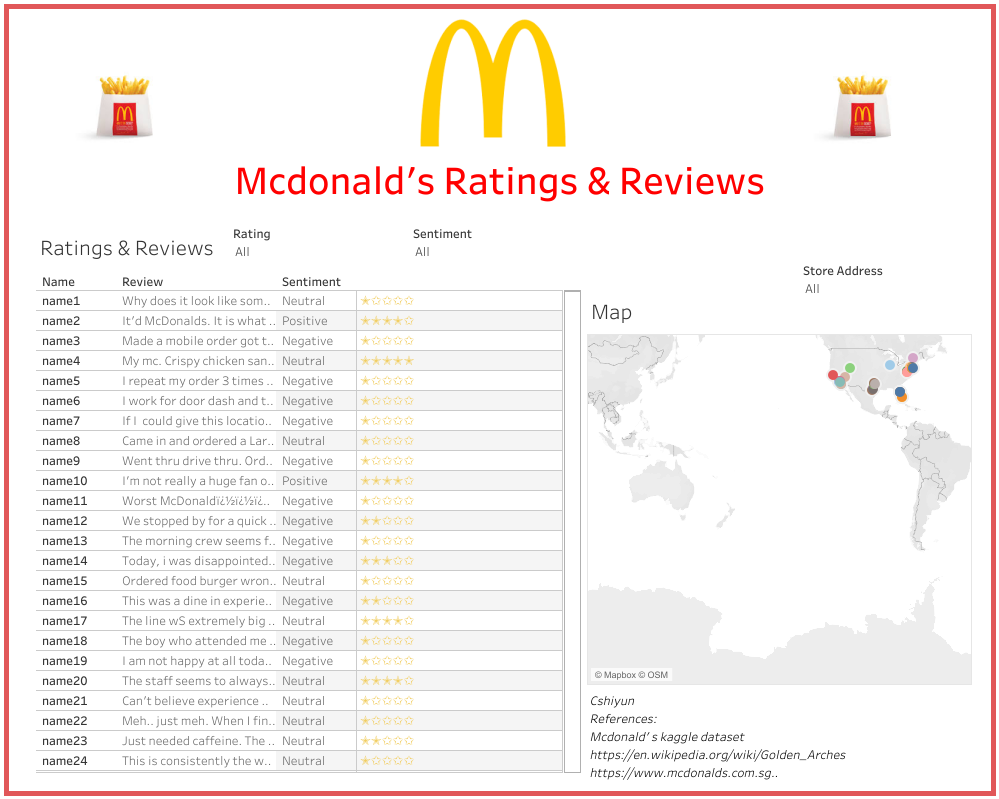 Mcdonald's Ratings & Reviews
Ratings & Reviews
Rating
All
Sentiment
All
Name Review Sentiment
name1 Why does it look like som.. Neutral ★✩✩✩✩
name2 It'd McDonalds. It is what .. Positive ★★★★✩
name3 Made a mobile order got t.. Negative ★✩✩✩✩
name4 My mc. Crispy chicken san.. Neutral ★★★★★
name5 I repeat my order 3 times .. Negative ★✩✩✩✩
name6 I work for door dash and t.. Negative ★✩✩✩✩
name7 If I  could give this locatio.. Negative ★✩✩✩✩
name8 Came in and ordered a Lar.. Neutral ★✩✩✩✩
name9 Went thru drive thru. Ord.. Negative ★✩✩✩✩
name10 I'm not really a huge fan o.. Positive ★★★★✩
name11 Worst McDonaldï¿½ï¿½ï¿.. Negative ★✩✩✩✩
name12 We stopped by for a quick .. Negative ★★✩✩✩
name13 The morning crew seems f.. Negative ★✩✩✩✩
name14 Today, i was disappointed.. Negative ★★★✩✩
name15 Ordered food burger wron.. Neutral ★✩✩✩✩
name16 This was a dine in experie.. Negative ★★✩✩✩
name17 The line wS extremely big .. Neutral ★★★★✩
name18 The boy who attended me .. Negative ★✩✩✩✩
name19 I am not happy at all toda.. Negative ★✩✩✩✩
name20 The staff seems to always.. Neutral ★★★★✩
name21 Can't believe experience .. Neutral ★✩✩✩✩
name22 Meh.. just meh. When I fin.. Neutral ★✩✩✩✩
name23 Just needed caffeine. The .. Neutral ★★✩✩✩
name24 This is consistently the w.. Neutral ★✩✩✩✩
Store Address
All
Map
© Mapbox © OSM
Cshiyun
References:
Mcdonald' s kaggle dataset
https://en.wikipedia.org/wiki/Golden_Arches
https://www.mcdonalds.com.sg..